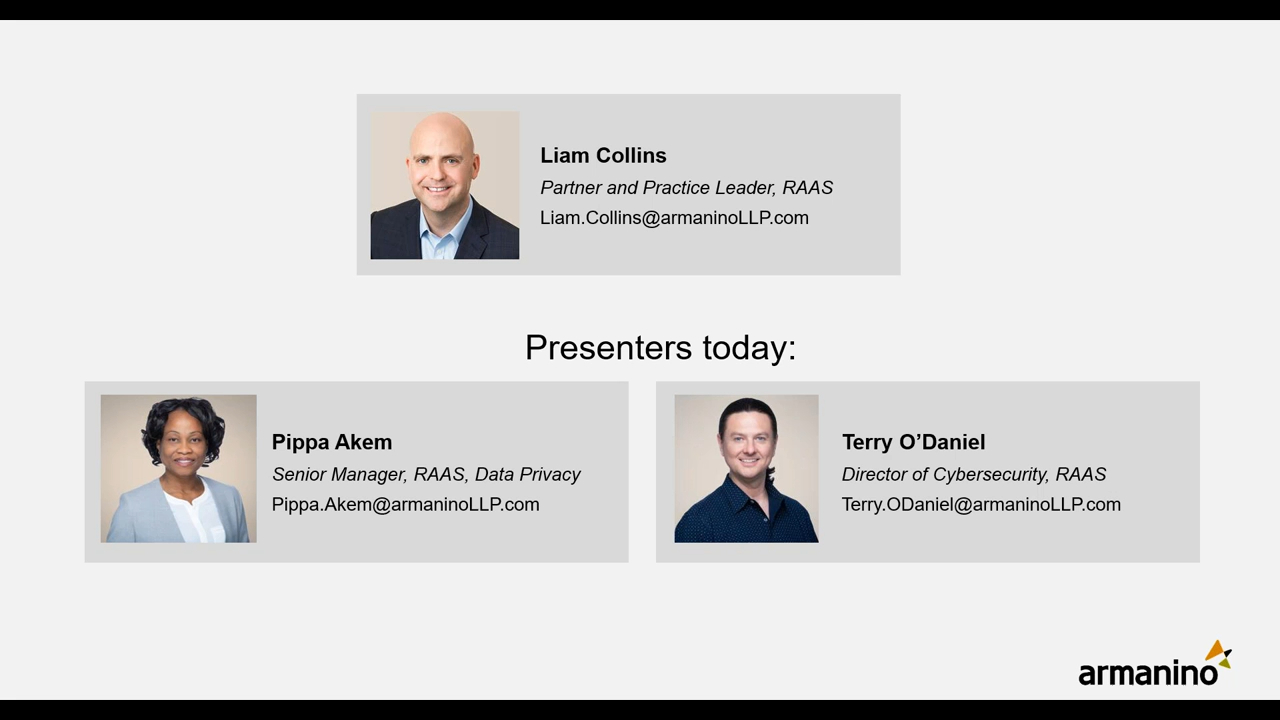 Liam Collins
Partner and Practice Leader, RAAS
Liam.Collins@armaninoLLP.com
Presenters today:
Pippa Akem
Senior Manager, RAAS, Data Privacy
Pippa.Akem@armaninoLLP.com
Terry O’Daniel
Director of Cybersecurity, RAAS
Terry.ODaniel@armaninoLLP.com
armanino